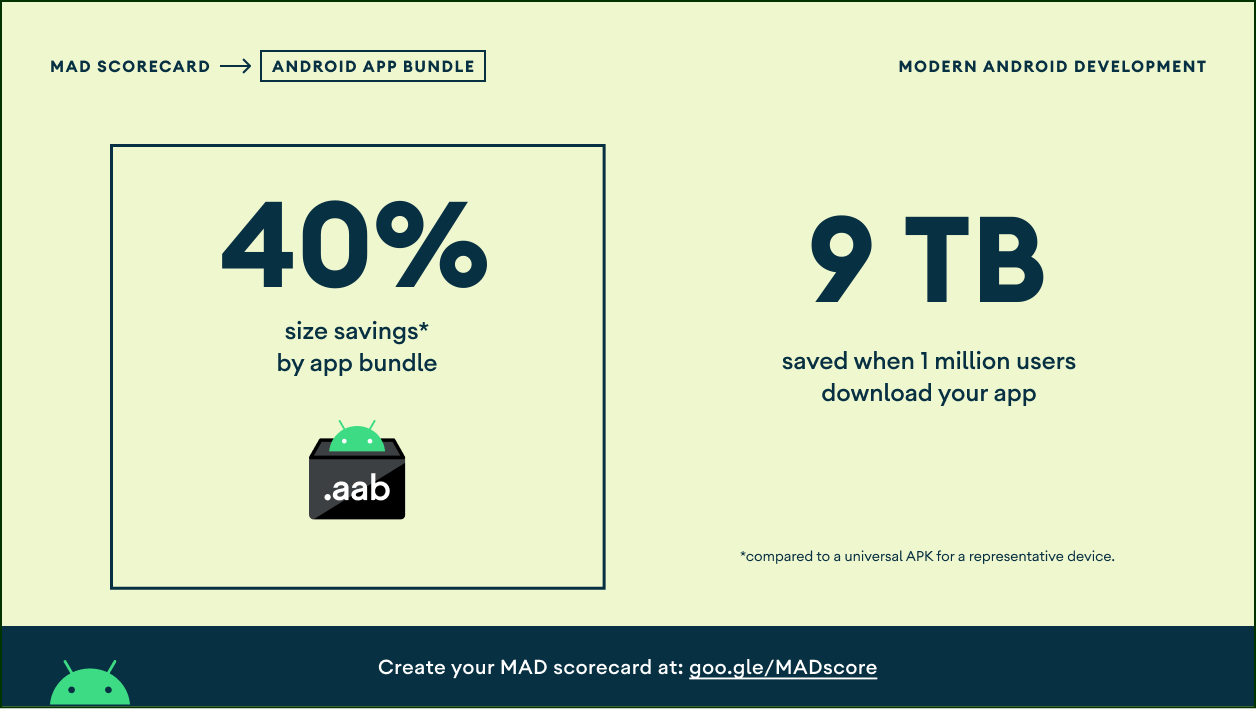 MAD SCORECARD → ANDROID APP BUNDLE
MODERN ANDROID DEVELOPMENT
40%
size savings*
by app bundle
.aab
9 TB
saved when 1 million users
download your app
*compared to a universal APK for a representative device.
Create your MAD scorecard at: goo.gle/MADscore